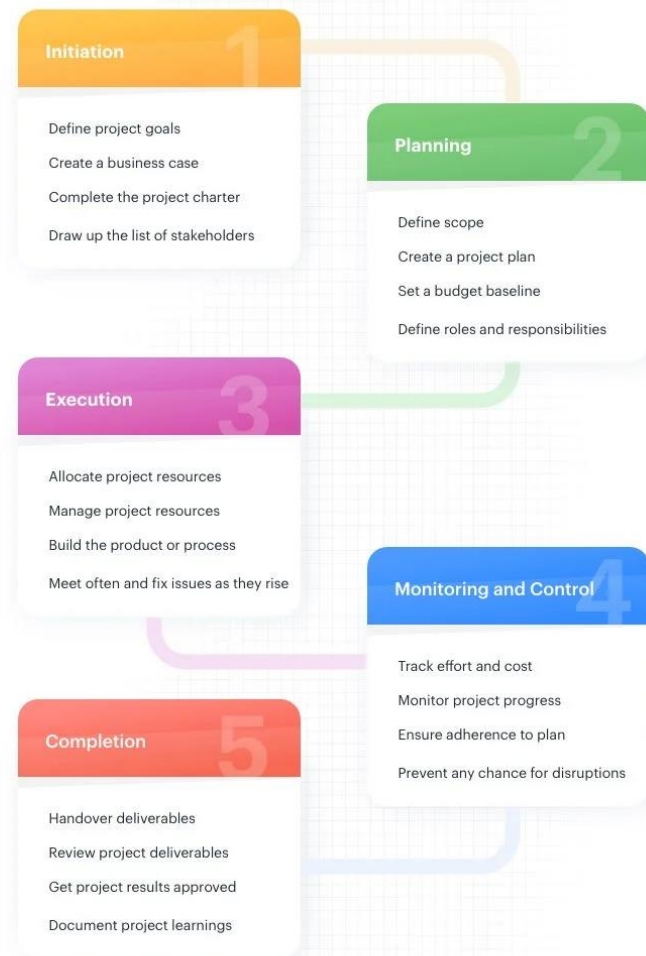 Initiation
1
Define project goals
Create a business case
Complete the project charter
Draw up the list of stakeholders
Planning
2
Define scope
Create a project plan
Set a budget baseline
Define roles and responsibilities
Execution
3
Allocate project resources
Manage project resources
Build the product or process
Meet often and fix issues as they rise
Monitoring and Control
4
Track effort and cost
Monitor project progress
Ensure adherence to plan
Prevent any chance for disruptions
Completion
5
Handover deliverables
Review project deliverables
Get project results approved
Document project learnings